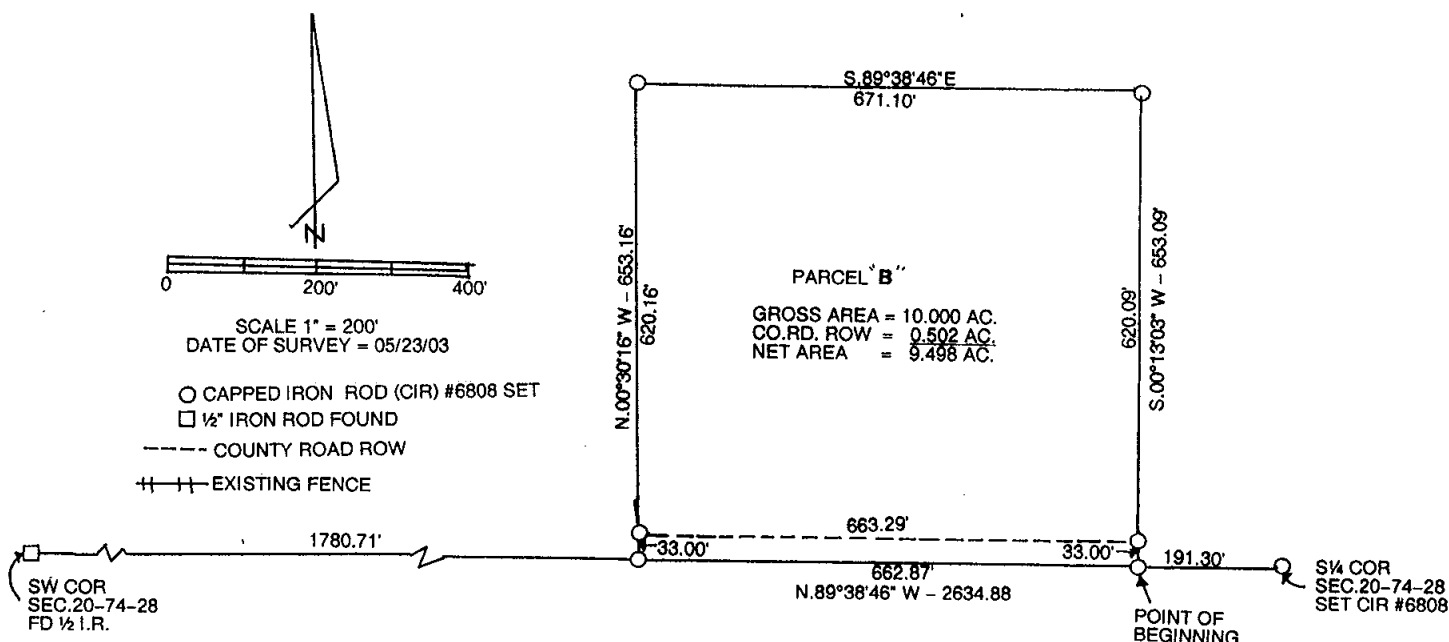 S.89°38'46"E
671.10'
N
0 200' 400'
SCALE 1" = 200'
DATE OF SURVEY = 05/23/03
CAPPED IRON ROD (CIR) #6808 SET
½" IRON ROD FOUND
COUNTY ROAD ROW
EXISTING FENCE
N.00°30'16" W – 653.16'
620.16'
PARCEL "B"
GROSS AREA = 10.000 AC.
CO.RD. ROW = 0.502 AC.
NET AREA = 9.498 AC.
620.09'
S.00°13'03" W – 653.09'
1780.71'
663.29'
33.00'
33.00'
191.30'
662.87'
N.89°38'46" W – 2634.88
SW COR
SEC.20–74–28
FD ½ I.R.
POINT OF
BEGINNING
S¼ COR
SEC.20–74–28
SET CIR #6808